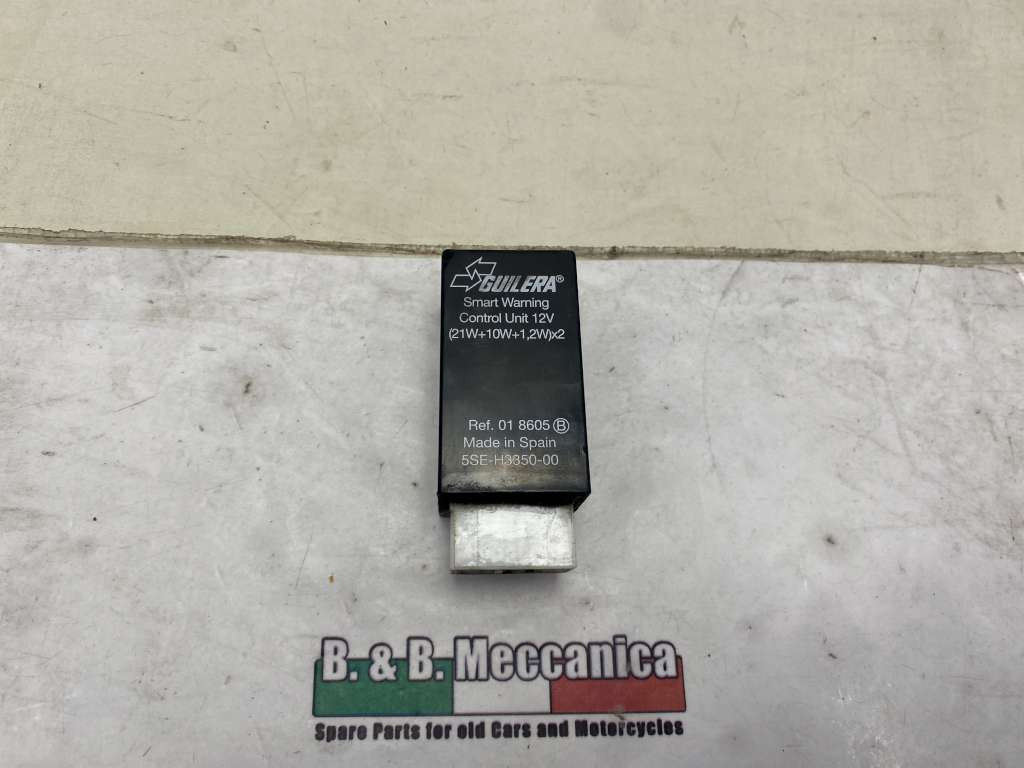 GUILERA®
Smart Warning
Control Unit 12V
(21W+10W+1,2W)x2
Ref. 01 8605 Ⓑ
Made in Spain
5SE-H3350-00
B. & B. Meccanica
Spare Parts for old Cars and Motorcycles